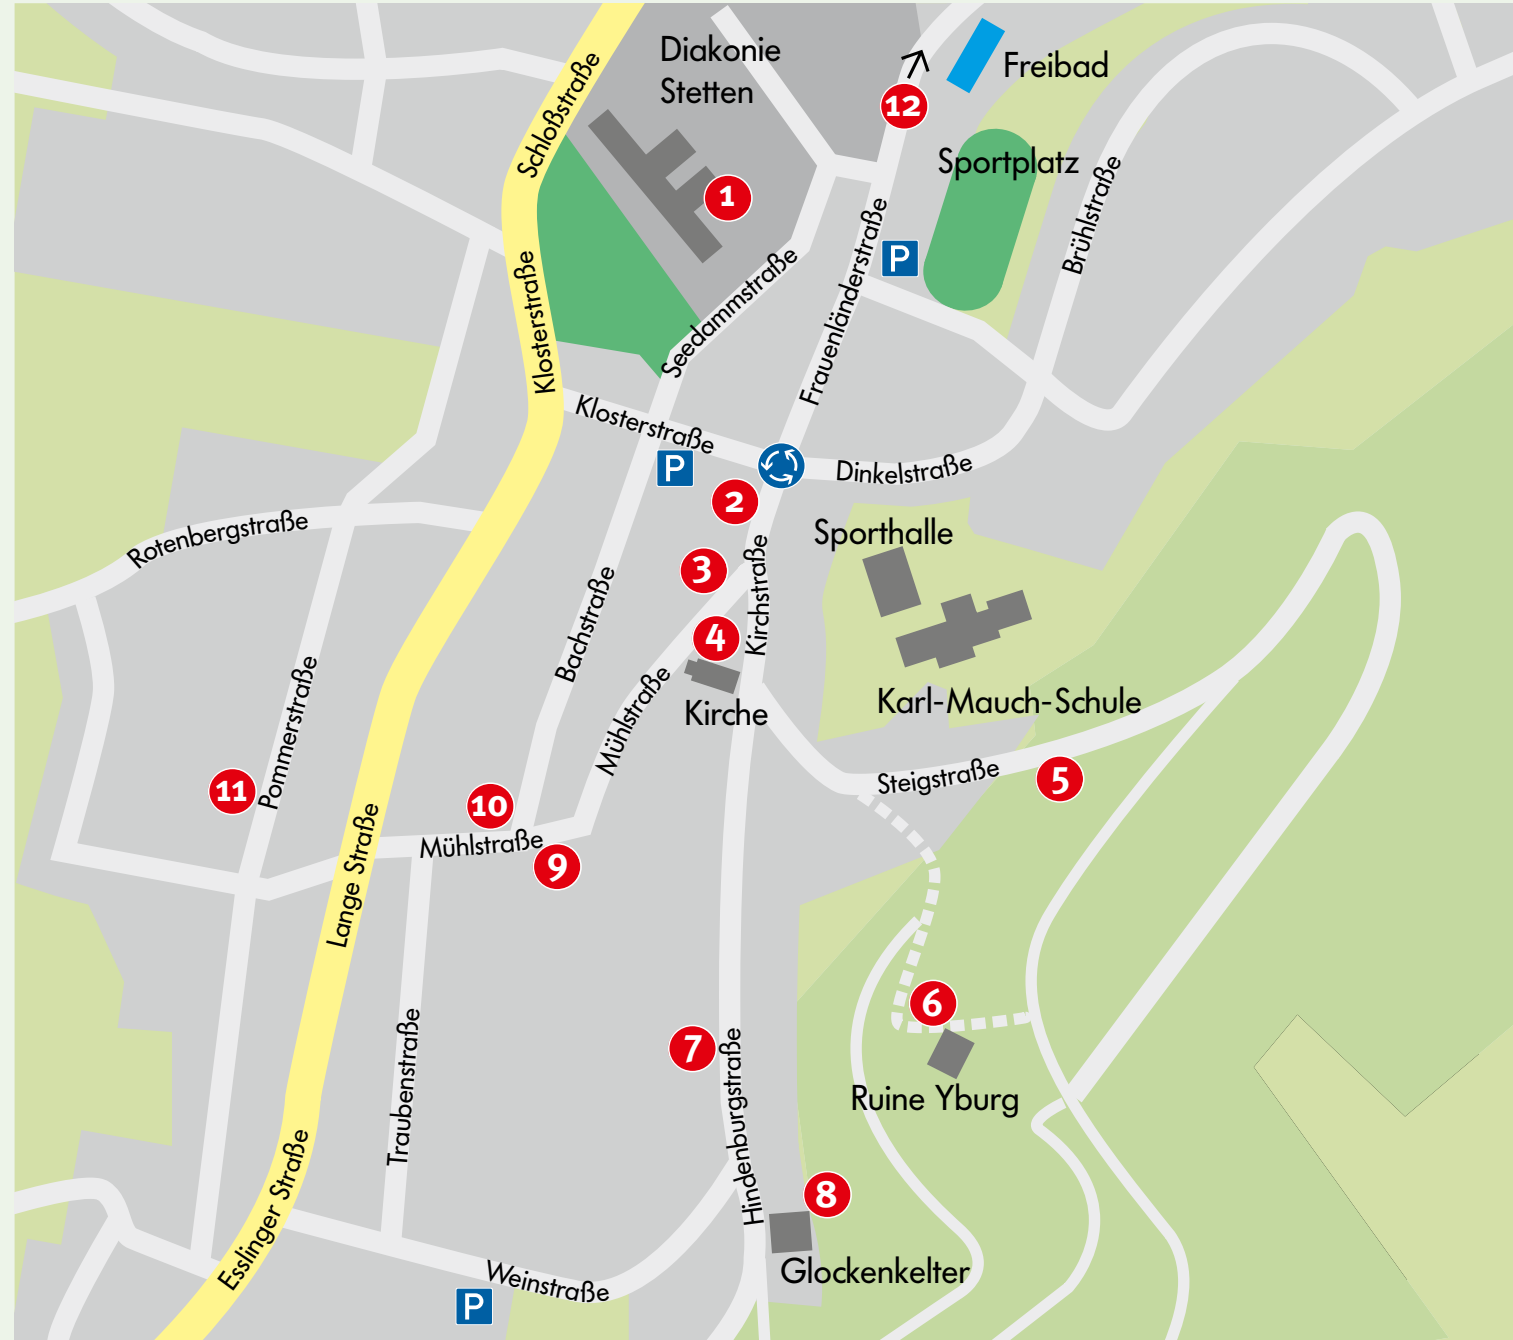 Diakonie
Stetten
Freibad
12
Schloßstraße
Sportplatz
1
Brühlstraße
Frauenländerstraße
P
Klosterstraße
Seedammstraße
Klosterstraße
P
Dinkelstraße
2
Rotenbergstraße
Sporthalle
3
Kirchstraße
Bachstraße
4
Mühlstraße
Kirche
Karl-Mauch-Schule
Pommerstraße
11
Steigstraße
5
10
Lange Straße
Mühlstraße
9
6
7
Traubenstraße
Hindenburgstraße
Ruine Yburg
Esslinger Straße
8
Glockenkelter
Weinstraße
P